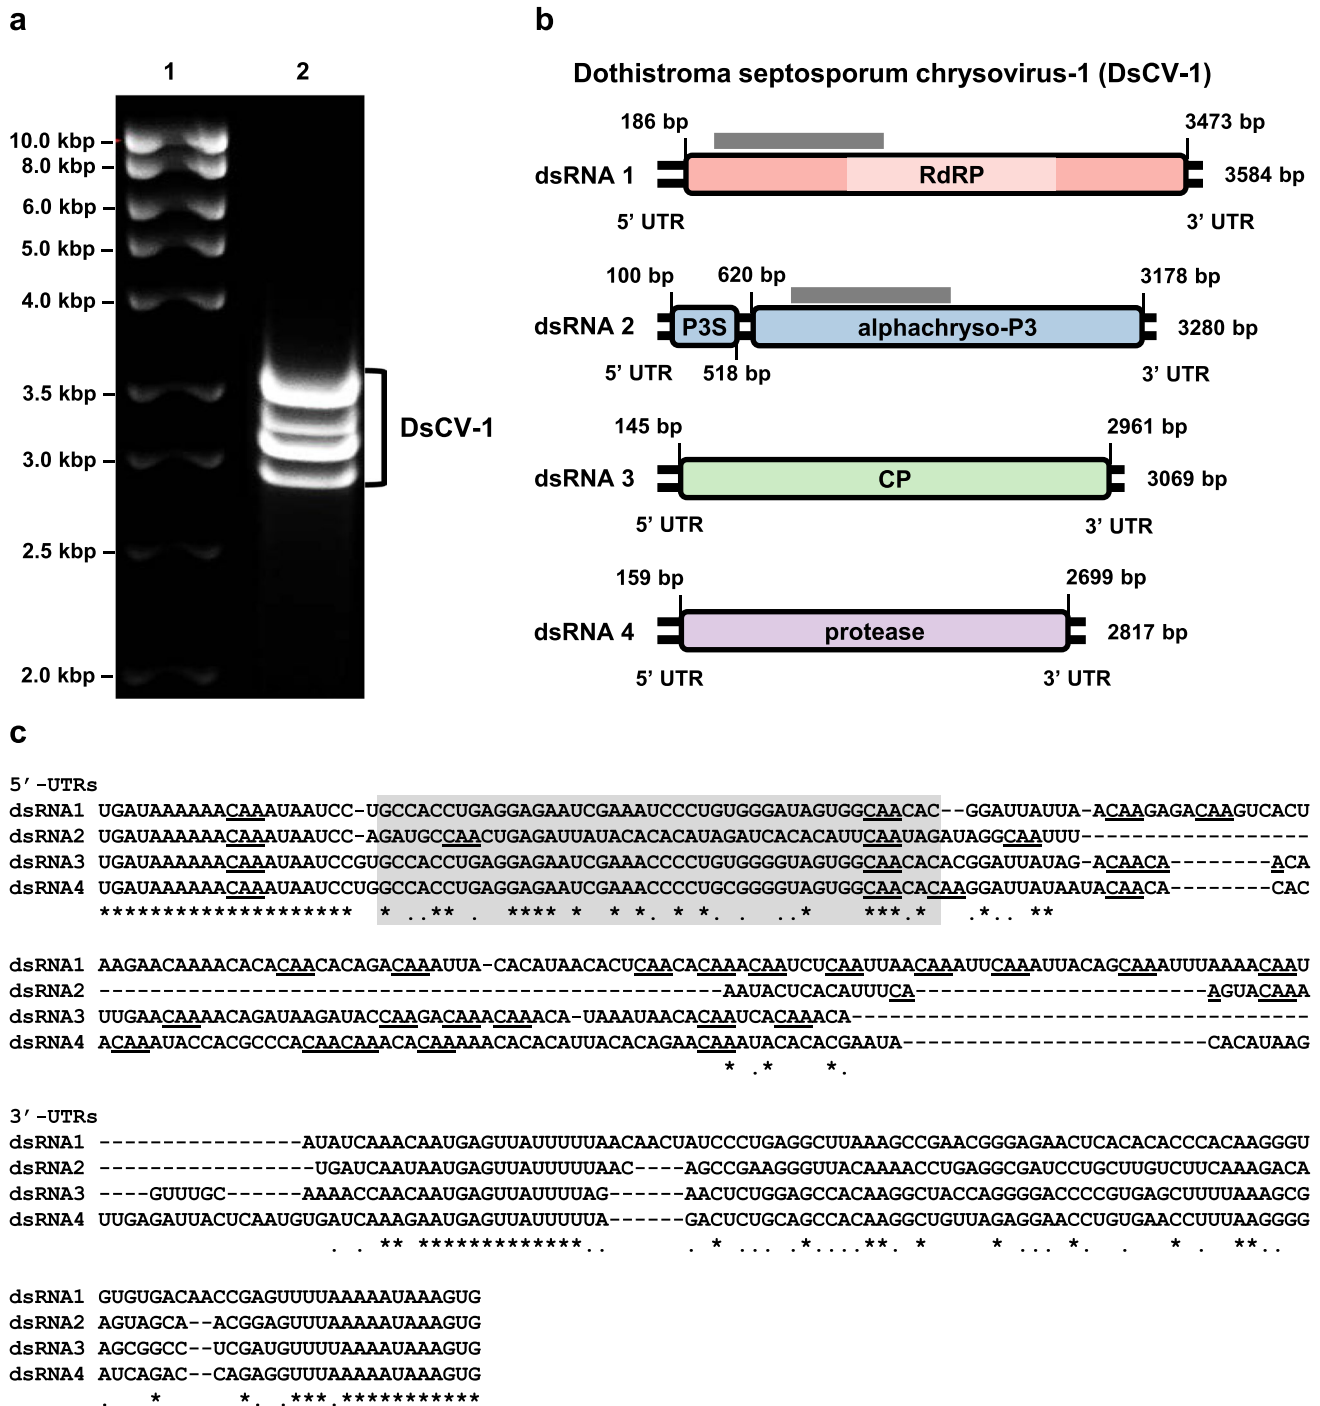 a
1 2
10.0 kbp
8.0 kbp
6.0 kbp
5.0 kbp
4.0 kbp
3.5 kbp
3.0 kbp
2.5 kbp
2.0 kbp
DsCV-1
b
Dothistroma septosporum chrysovirus-1 (DsCV-1)
186 bp 3473 bp
dsRNA 1 RdRP 3584 bp
5’ UTR 3’ UTR
100 bp 620 bp 3178 bp
dsRNA 2 P3S alphachryso-P3 3280 bp
5’ UTR 518 bp 3’ UTR
145 bp 2961 bp
dsRNA 3 CP 3069 bp
5’ UTR 3’ UTR
159 bp 2699 bp
dsRNA 4 protease 2817 bp
5’ UTR 3’ UTR
c
5’-UTRs
dsRNA1 UGAUAAAAAACAAAUAAUCC-UGCCACCUGAGGAGAAUCGAAAUCCCUGUGGGAUAGUGGCAACAC--GGAUUAUUA-ACAAGAGACAAGUCACU
dsRNA2 UGAUAAAAAACAAAUAAUCC-AGAUGCCAACUGAGAUUAUACACACAUAGAUCACACAUUCAAUAGAUAGGCAAUUU------------------
dsRNA3 UGAUAAAAAACAAAUAAUCCGUGCCACCUGAGGAGAAUCGAAACCCCUGUGGGGUAGUGGCAACACACGGAUUAUAG-ACAACA--------ACA
dsRNA4 UGAUAAAAAACAAAUAAUCCUGGCCACCUGAGGAGAAUCGAAACCCCUGCGGGGUAGUGGCAACACAAGGAUUAUAAUACAACA--------CAC
******************** * ..** . **** * *. * *. . ..* ***.* .*.. **
dsRNA1 AAGAACAAAACACACAACACAGACAAAUUA-CACAUAACACUCAACACAAACAAUCUCAAUUAACAAAUUCAAAUUACAGCAAAUUUAAAACAAU
dsRNA2 -------------------------------------------------AAUACUCACAUUUCA-----------------------AGUACAAA
dsRNA3 UUGAACAAAACAGAUAAGAUACCAAGACAAACAAACA-UAAAUAACACAAUCACAAACA------------------------------------
dsRNA4 ACAAAUACCACGCCCACAACAAACACAAAAACACACAUUACACAGAACAAAUACACACGAAUA------------------------CACAUAAG
* .* *.
3’-UTRs
dsRNA1 ----------------AUAUCAAACAAUGAGUUAUUUUUAACAACUAUCCCUGAGGCUUAAAGCCGAACGGGAGAACUCACACACCCACAAGGGU
dsRNA2 -----------------UGAUCAAUAAUGAGUUAUUUUUAAC----AGCCGAAGGGUUACAAAACCUGAGGCGAUCCUGCUUGUCUUCAAAGACA
dsRNA3 ----GUUUGC------AAAACCAACAAUGAGUUAUUUUAG------AACUCUGGAGCCACAAGGCUACCAGGGGACCCCGUGAGCUUUUAAAGCG
dsRNA4 UUGAGAUUACUCAAUGUGAUCAAAGAAUGAGUUAUUUUUA------GACUCUGCAGCCACAAGGCUGUUAGAGGAACCUGUGAACCUUUAAGGGG
. . ** *************.. . * ... *....** * * ... *. . * . **..
dsRNA1 GUGUGACAACCGAGUUUUAAAAAUAAAGUG
dsRNA2 AGUAGCA--ACGGAGUUUAAAAAUAAAGUG
dsRNA3 AGCGGCC--UCGAUGUUUUAAAAUAAAGUG
dsRNA4 AUCAGAC--CAGAGGUUUAAAAAUAAAGUG
. * *. .***.***********